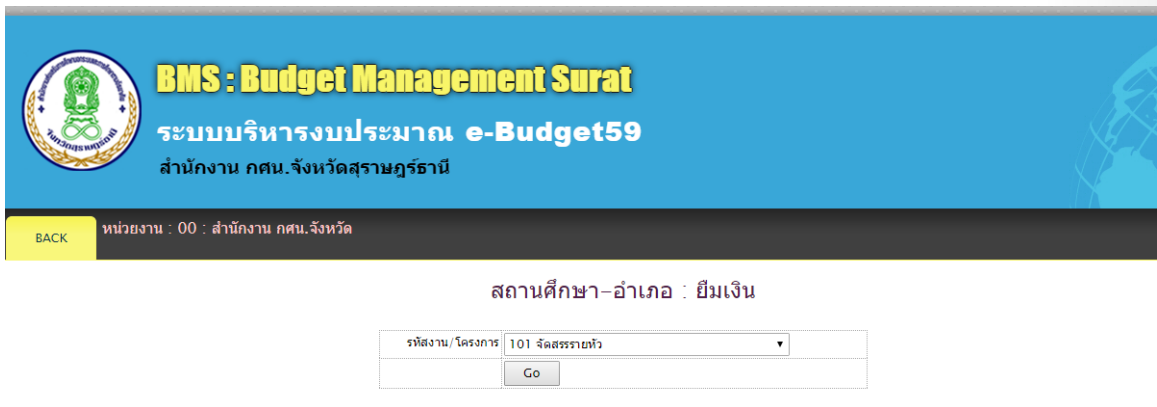 BMS : Budget Management Surat
ระบบบริหารงบประมาณ e-Budget59
สำนักงาน กศน.จังหวัดสุราษฎร์ธานี
BACK
หน่วยงาน : 00 : สำนักงาน กศน.จังหวัด
สถานศึกษา-อำเภอ : ยืมเงิน
รหัสงาน/โครงการ 101 จัดสรรรายหัว
Go